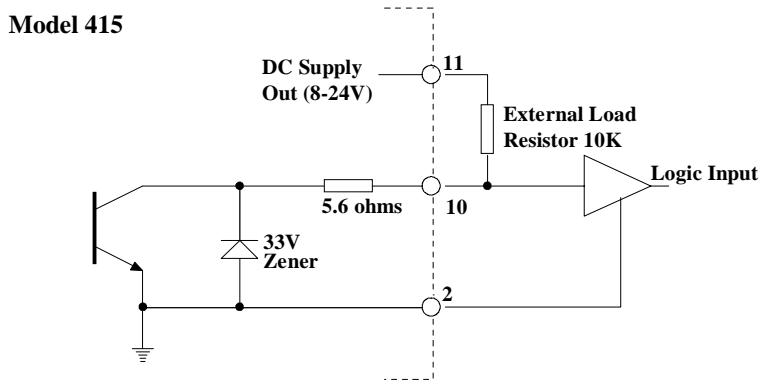 Model 415
DC Supply
Out (8-24V)
11
External Load
Resistor 10K
Logic Input
5.6 ohms
10
33V
Zener
2